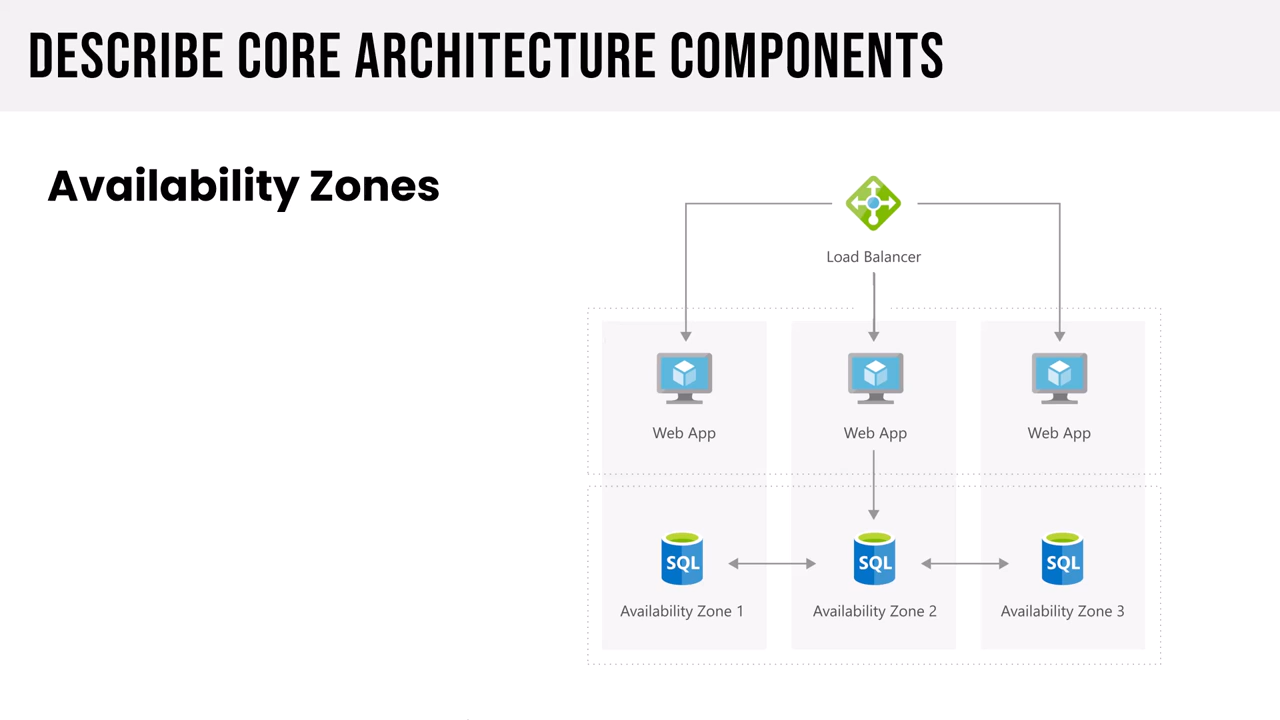 DESCRIBE CORE ARCHITECTURE COMPONENTS
Availability Zones
Load Balancer
Web App
Web App
Web App
SQL
SQL
SQL
Availability Zone 1
Availability Zone 2
Availability Zone 3